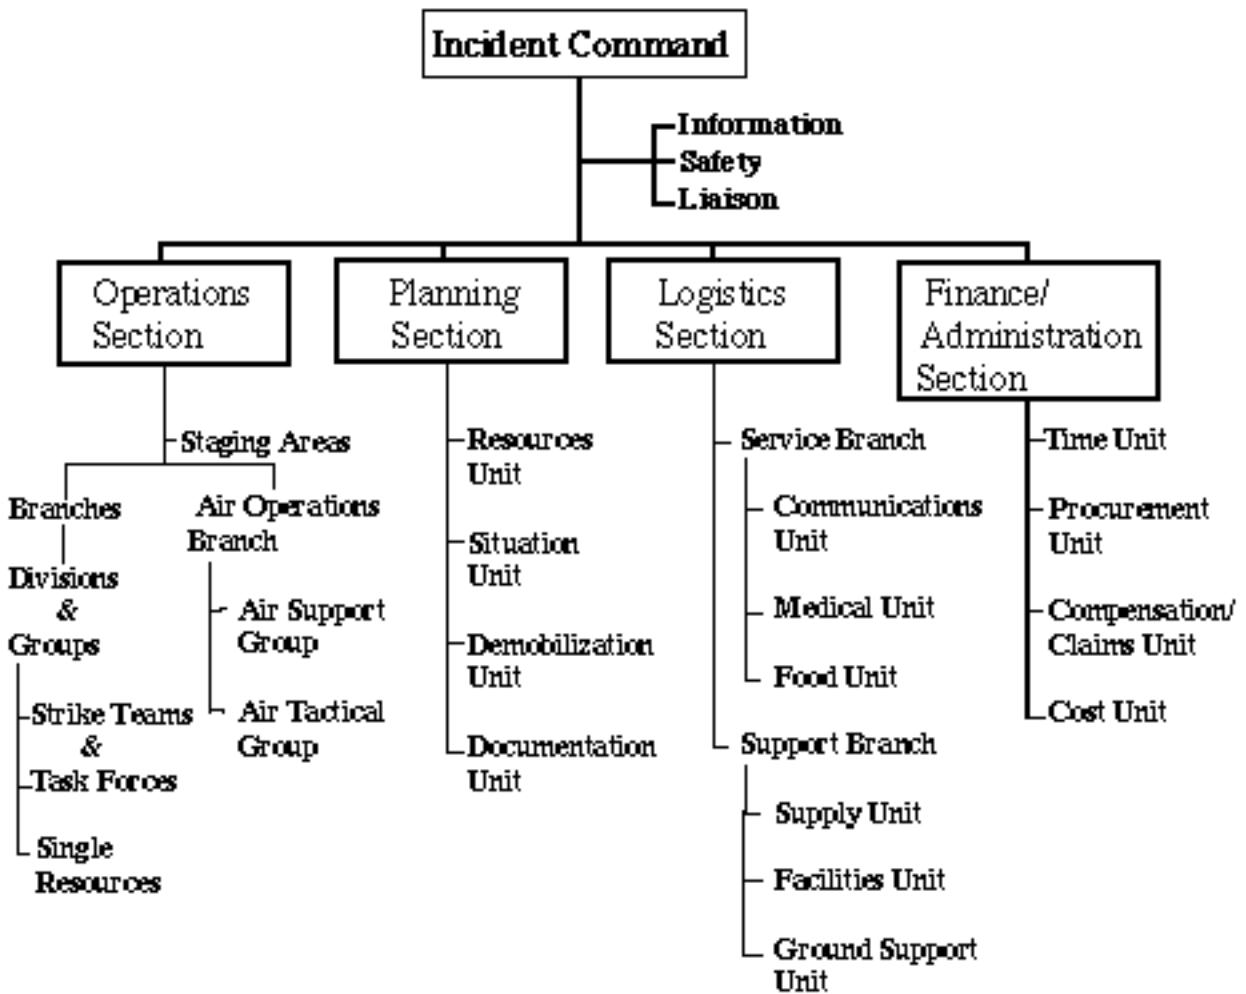 Incident Command
Information
Safety
Liaison
Operations
Section
Planning
Section
Logistics
Section
Finance/
Administration
Section
Staging Areas
Branches
Divisions
&
Groups
Strike Teams
&
Task Forces
Single
Resources
Air Operations
Branch
Air Support
Group
Air Tactical
Group
Resources
Unit
Situation
Unit
Demobilization
Unit
Documentation
Unit
Service Branch
Communications
Unit
Medical Unit
Food Unit
Support Branch
Supply Unit
Facilities Unit
Ground Support
Unit
Time Unit
Procurement
Unit
Compensation/
Claims Unit
Cost Unit